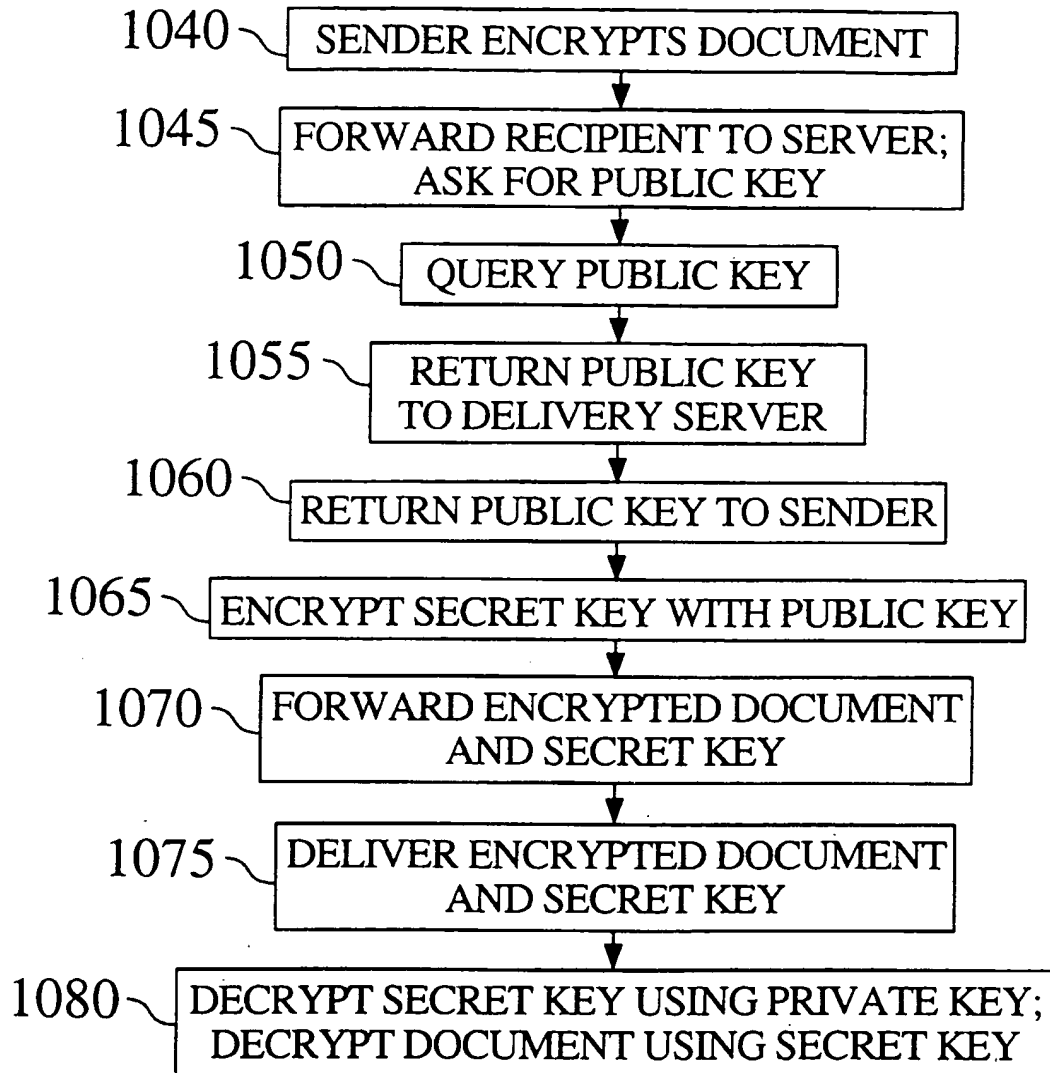 1040 SENDER ENCRYPTS DOCUMENT
1045 FORWARD RECIPIENT TO SERVER;
ASK FOR PUBLIC KEY
1050 QUERY PUBLIC KEY
1055 RETURN PUBLIC KEY
TO DELIVERY SERVER
1060 RETURN PUBLIC KEY TO SENDER
1065 ENCRYPT SECRET KEY WITH PUBLIC KEY
1070 FORWARD ENCRYPTED DOCUMENT
AND SECRET KEY
1075 DELIVER ENCRYPTED DOCUMENT
AND SECRET KEY
1080 DECRYPT SECRET KEY USING PRIVATE KEY;
DECRYPT DOCUMENT USING SECRET KEY